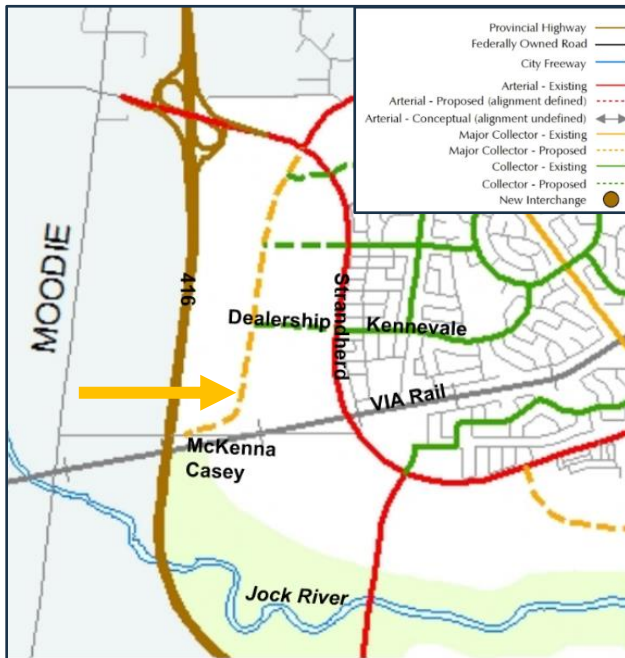 Provincial Highway
Federally Owned Road
City Freeway
Arterial - Existing
Arterial - Proposed (alignment defined)
Arterial - Conceptual (alignment undefined)
Major Collector - Existing
Major Collector - Proposed
Collector - Existing
Collector - Proposed
New Interchange
MOODIE
416
Strandherd
Dealership
Kennevale
VIA Rail
McKenna
Casey
Jock River